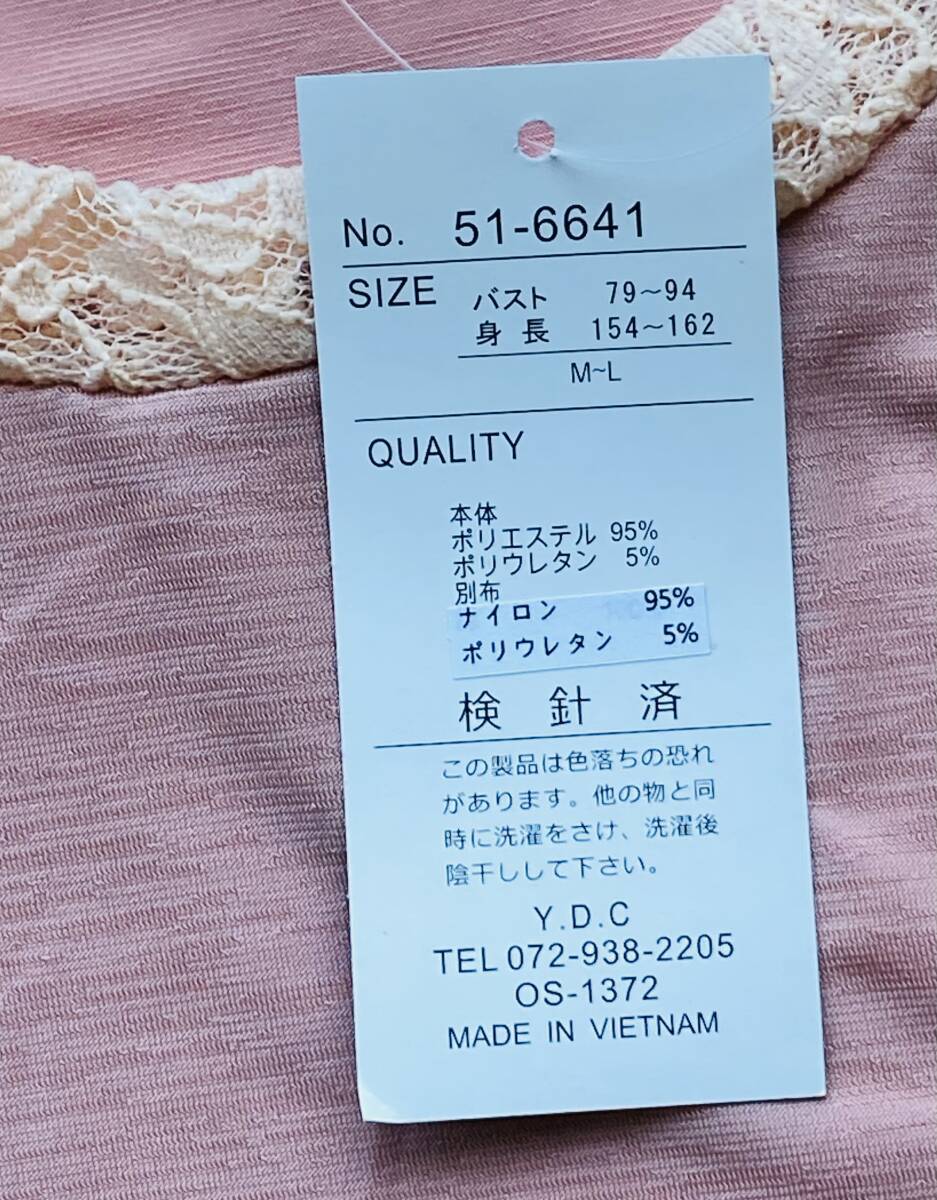 No. 51-6641
SIZE バスト 79~94
身長 154~162
M~L
QUALITY
本体
ポリエステル 95%
ポリウレタン 5%
別布
ナイロン 95%
ポリウレタン 5%
検針済
この製品は色落ちの恐れ
があります。他の物と同
時に洗濯をさけ、洗濯後
陰干しして下さい。
Y.D.C
TEL 072-938-2205
OS-1372
MADE IN VIETNAM